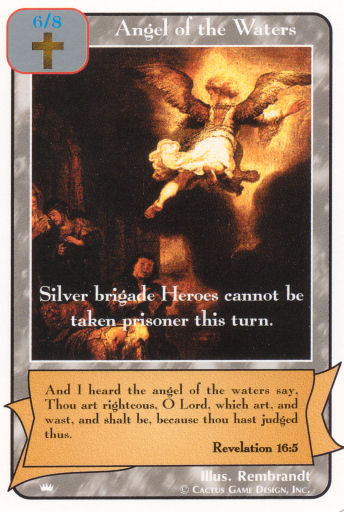 6/8
Angel of the Waters
Silver brigade Heroes cannot be
taken prisoner this turn.
And I heard the angel of the waters say,
Thou art righteous, O Lord, which art, and
wast, and shalt be, because thou hast judged
thus.
Revelation 16:5
Illus. Rembrandt
© Cactus Game Design, Inc.